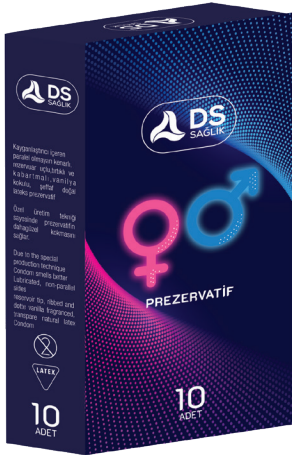 DS
SAĞLIK
Kayganlaştırıcı içeren
paralel olmayan kenarlı,
rezervuar uçlu,tırtıklı ve
kabartmalı,vanilya
kokulu, şeffaf doğal
lateks prezervatif
Özel üretim tekniği
sayesinde prezervatifin
dahagüzel kokmasını
sağlar.
Due to the special
production technique
Condom smells better
Lubricated, non-parallel
sides
reservoir tip, ribbed and
dotte vanilla fragranced,
transpare natural latex
Condom
LATEX
10
ADET
DS
SAĞLIK
PREZERVATİF
10
ADET